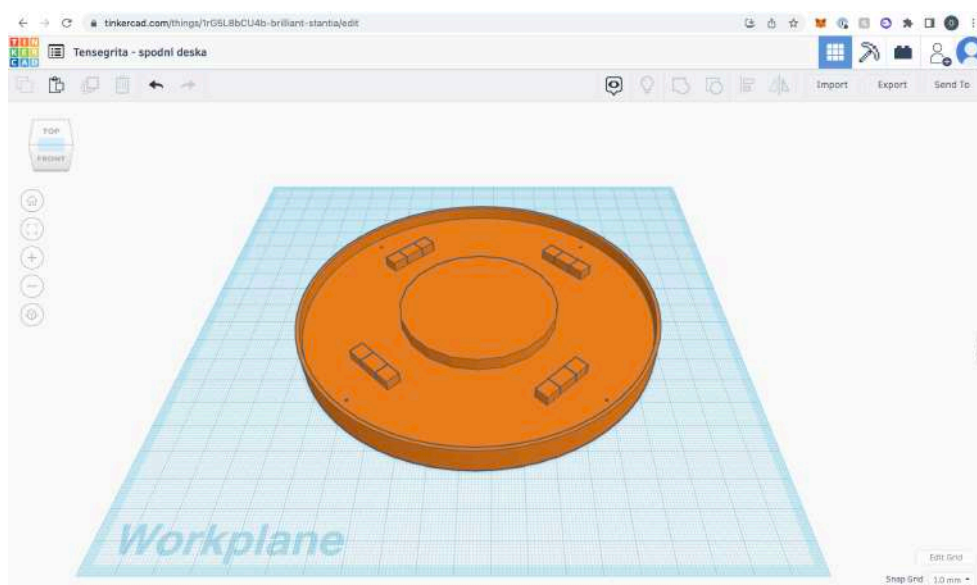 tinkercad.com/things/1rG5L8bCU4b-brilliant-stantia/edit
TIN
KER
CAD
Tensegrita - spodni deska
Import
Export
Send To
TOP
FRONT
Workplane
Edit Grid
Snap Grid 1.0 mm